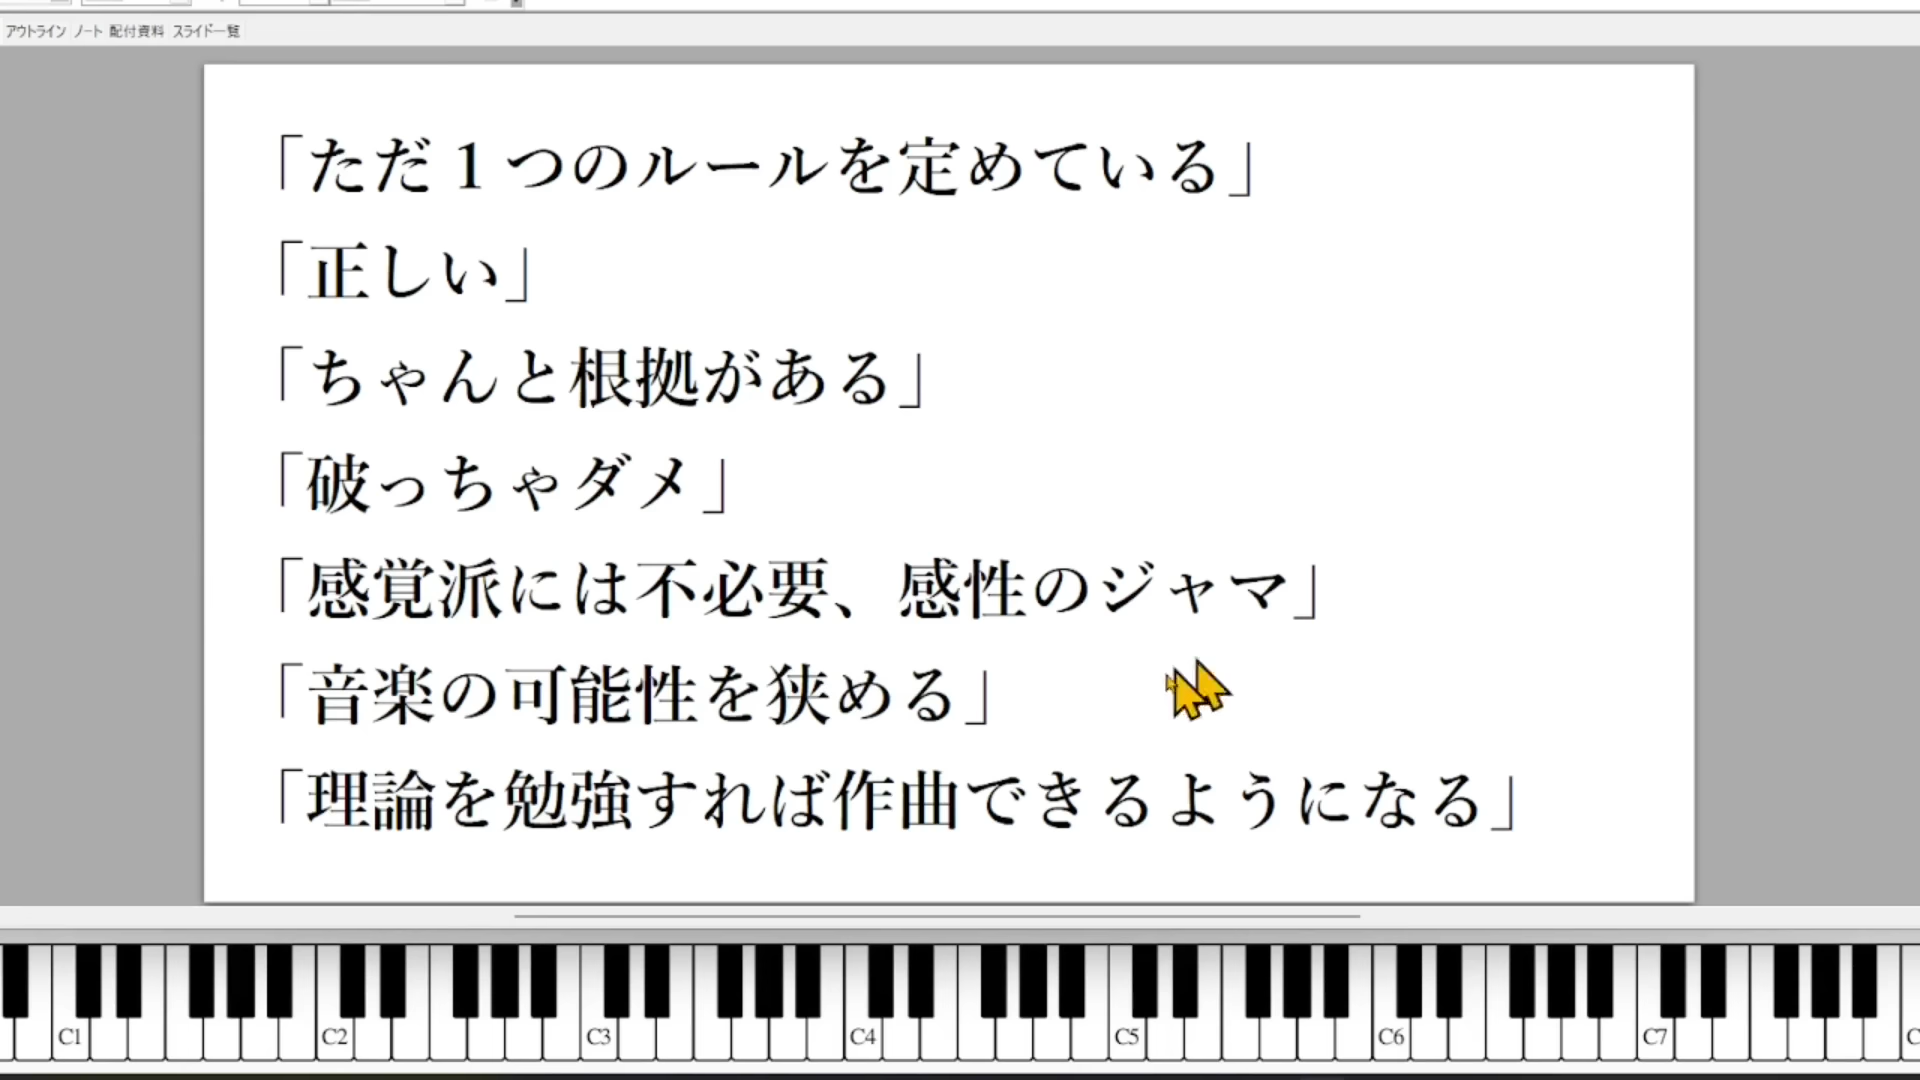 アウトライン ノート 配付資料 スライド一覧
「ただ１つのルールを定めている」
「正しい」
「ちゃんと根拠がある」
「破っちゃダメ」
「感覚派には不必要、感性のジャマ」
「音楽の可能性を狭める」
「理論を勉強すれば作曲できるようになる」
C1 C2 C3 C4 C5 C6 C7 C